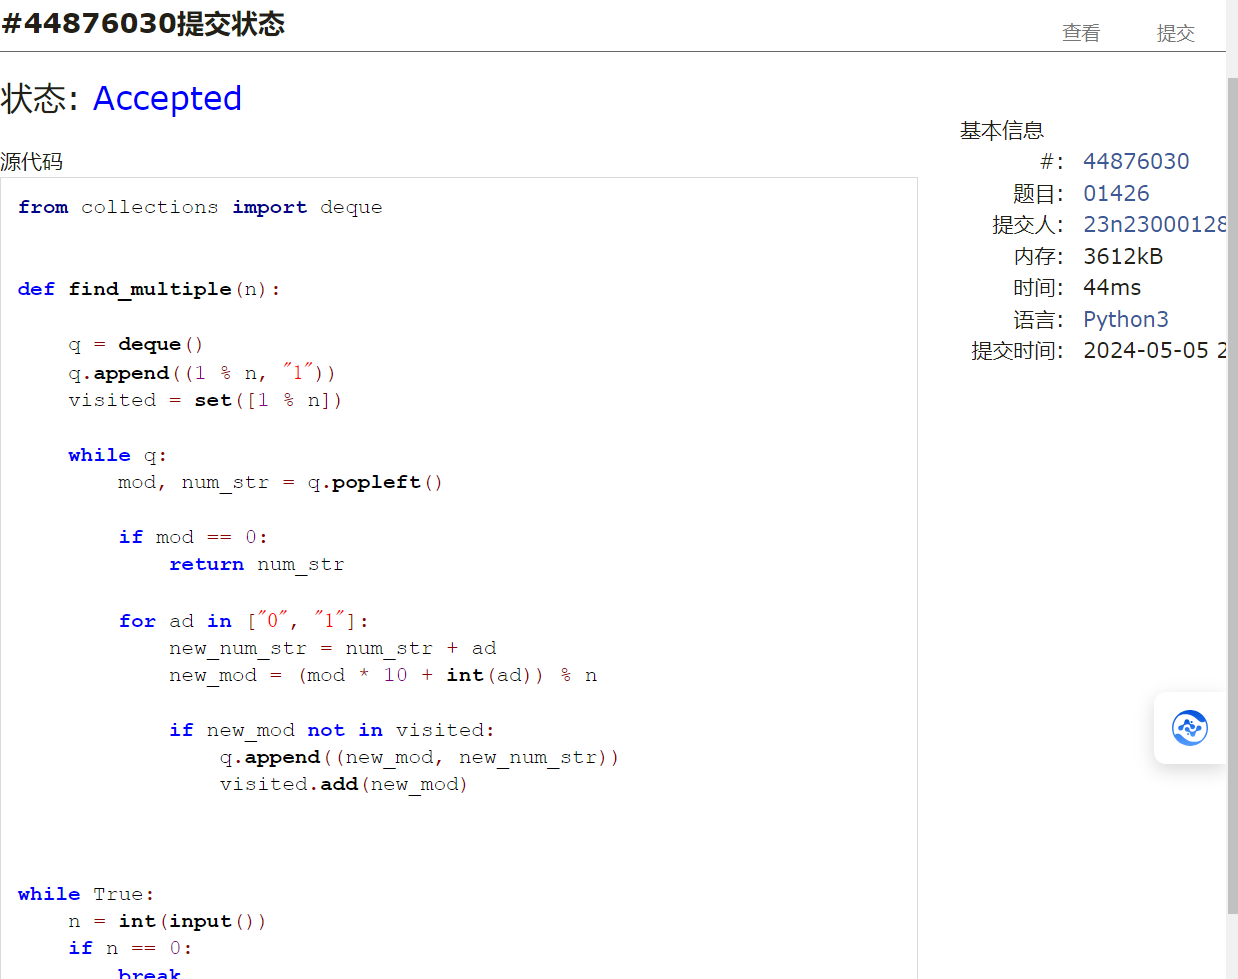 #44876030提交状态
查看 提交
状态: Accepted
基本信息
#: 44876030
题目: 01426
提交人: 23n23000128
内存: 3612kB
时间: 44ms
语言: Python3
提交时间: 2024-05-05 2
源代码
from collections import deque
def find_multiple(n):
q = deque()
q.append((1 % n, "1"))
visited = set([1 % n])
while q:
mod, num_str = q.popleft()
if mod == 0:
return num_str
for ad in ["0", "1"]:
new_num_str = num_str + ad
new_mod = (mod * 10 + int(ad)) % n
if new_mod not in visited:
q.append((new_mod, new_num_str))
visited.add(new_mod)
while True:
n = int(input())
if n == 0:
break